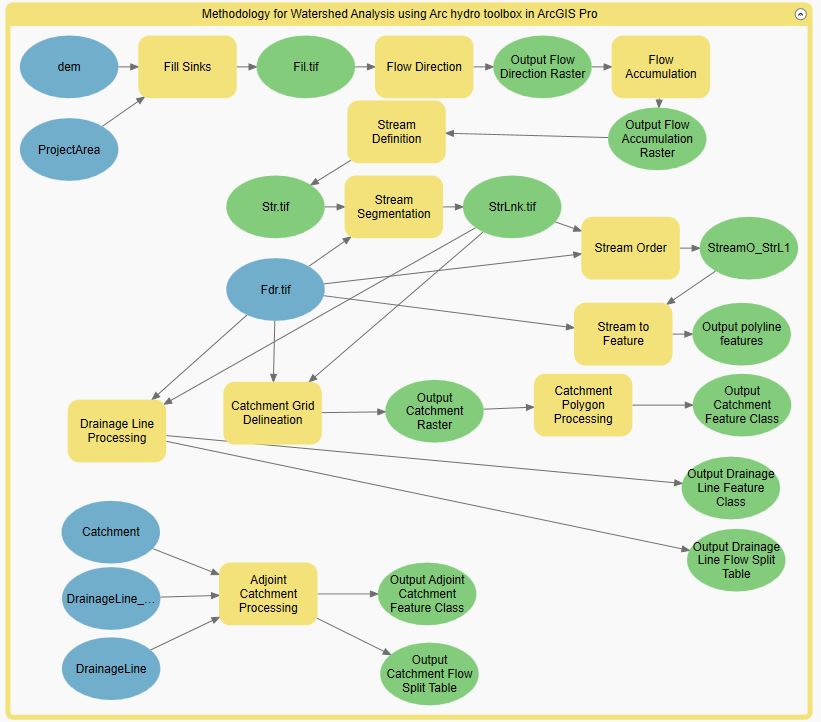 Methodology for Watershed Analysis using Arc hydro toolbox in ArcGIS Pro
dem
Fill Sinks
Fil.tif
Flow Direction
Output Flow
Direction Raster
Flow
Accumulation
ProjectArea
Stream
Definition
Output Flow
Accumulation
Raster
Str.tif
Stream
Segmentation
StrLnk.tif
Stream Order
StreamO_StrL1
Fdr.tif
Stream to
Feature
Output polyline
features
Drainage Line
Processing
Catchment Grid
Delineation
Output
Catchment
Raster
Catchment
Polygon
Processing
Output
Catchment
Feature Class
Output Drainage
Line Feature
Class
Output Drainage
Line Flow Split
Table
Catchment
DrainageLine_...
DrainageLine
Adjoint
Catchment
Processing
Output Adjoint
Catchment
Feature Class
Output
Catchment Flow
Split Table